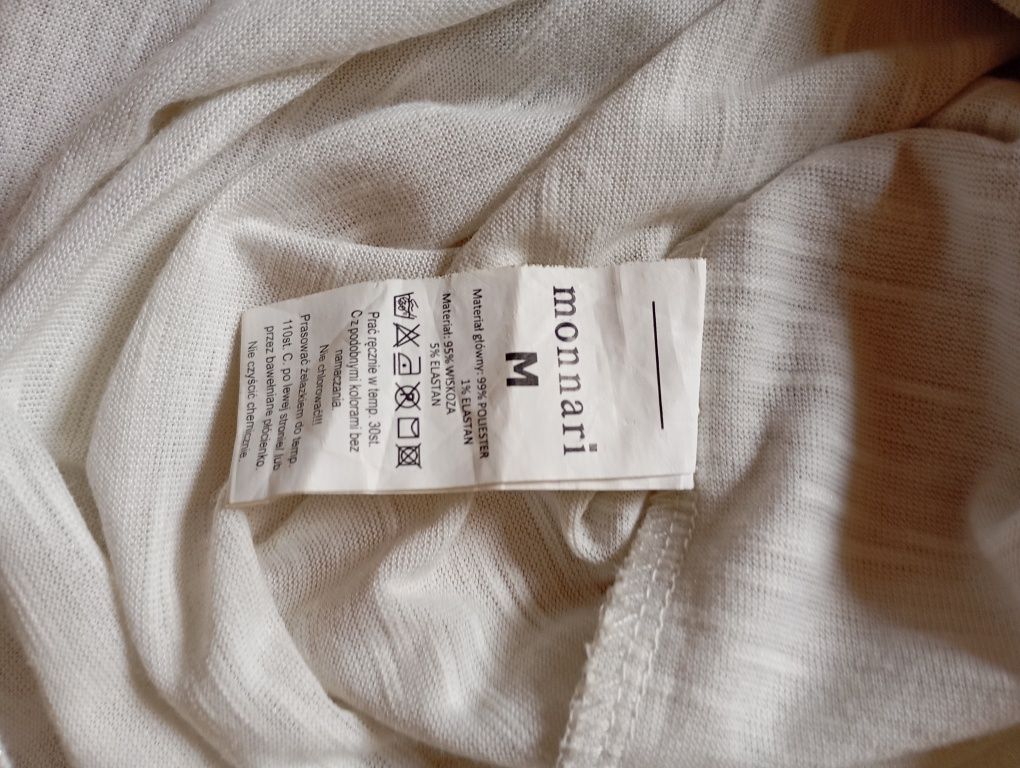 monnari
M
Materiał główny: 99% POLIESTER
1% ELASTAN
Materiał: 95% WISKOZA
5% ELASTAN
Prać ręcznie w temp. 30st.
C z podobnymi kolorami bez
namaczania.
Nie chlorować!!!
Prasować żelazkiem do temp.
110st. C. po lewej stronie! lub
przez bawełniane płócienko.
Nie czyścić chemicznie.